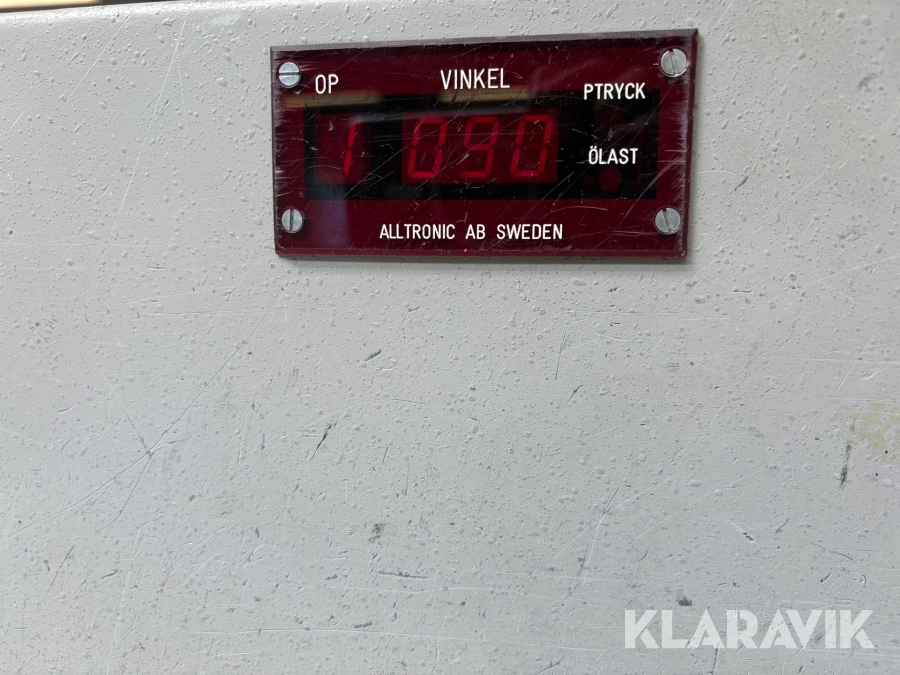 OP VINKEL PTRYCK
1 090 ÖLAST
ALLTRONIC AB SWEDEN
KLARAVIK